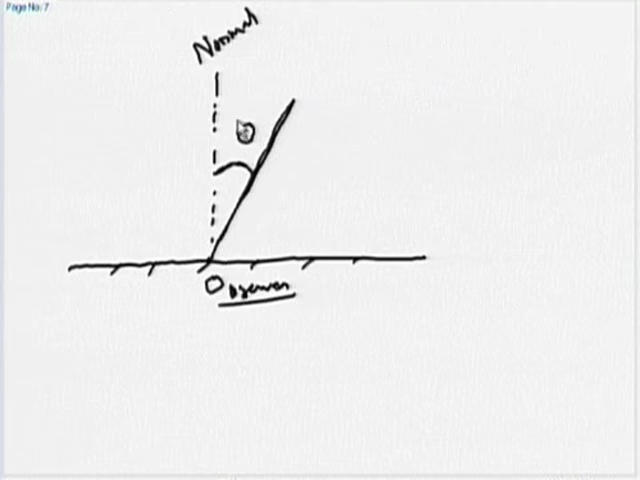 Page No: 7
Normal
θ
Observer